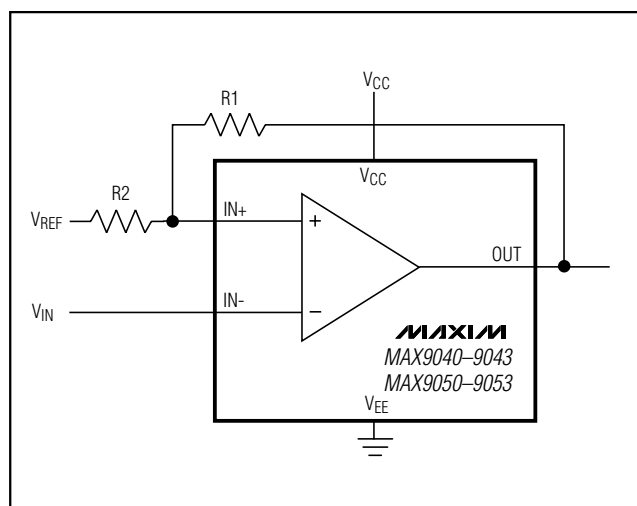 VCC
R1
VCC
R2
IN+
VREF
+
OUT
IN-
VIN
−
MAXIM
MAX9040–9043
MAX9050–9053
VEE